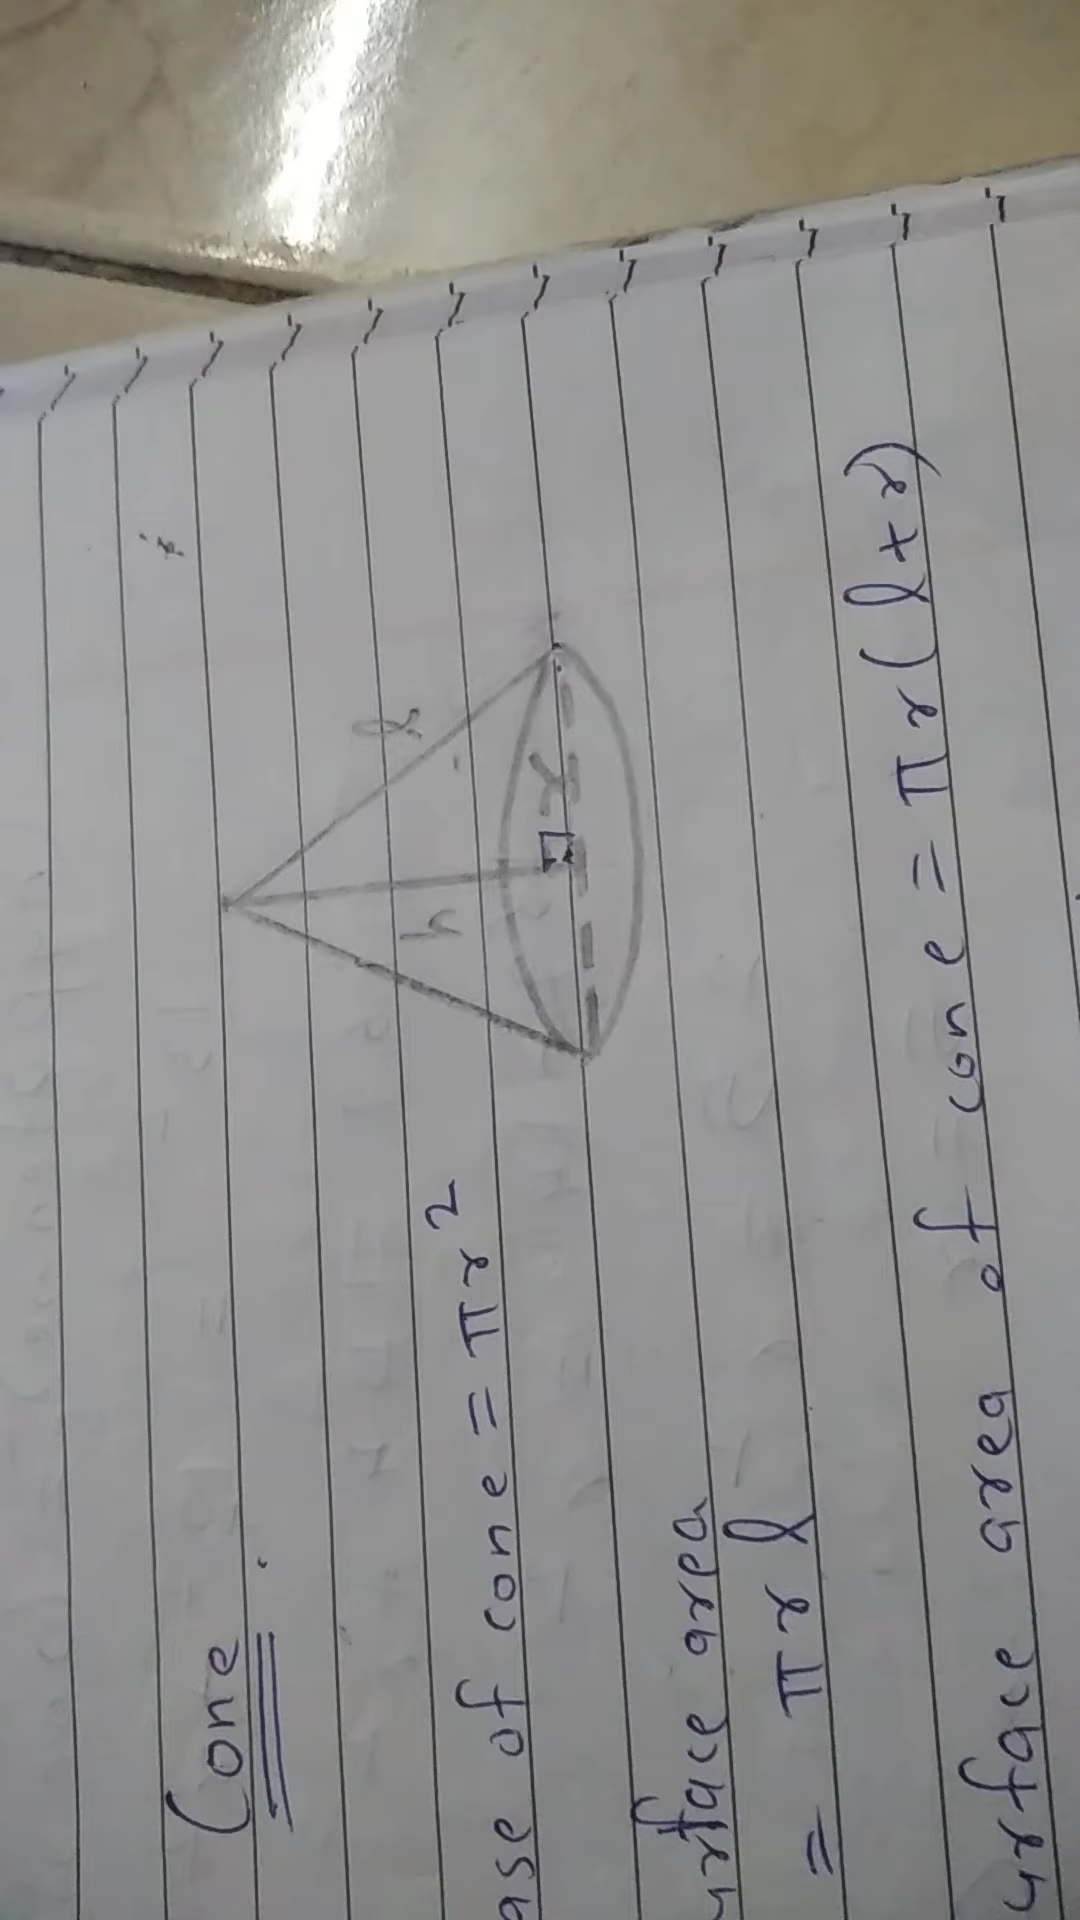 Cone
l
h
r
ase of cone = πr²
urface area
= πrl
urface area of cone = πr(l+r)